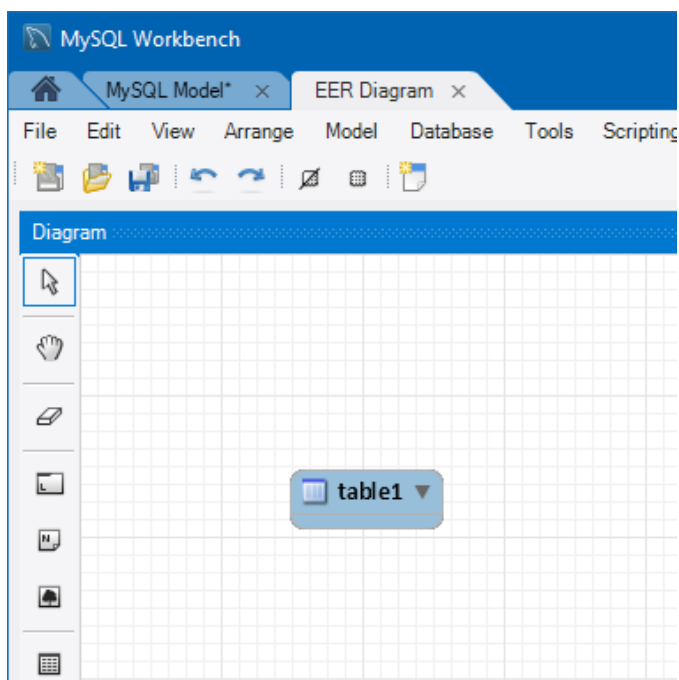 MySQL Workbench
MySQL Model* × EER Diagram ×
File Edit View Arrange Model Database Tools Scripting
Diagram
table1